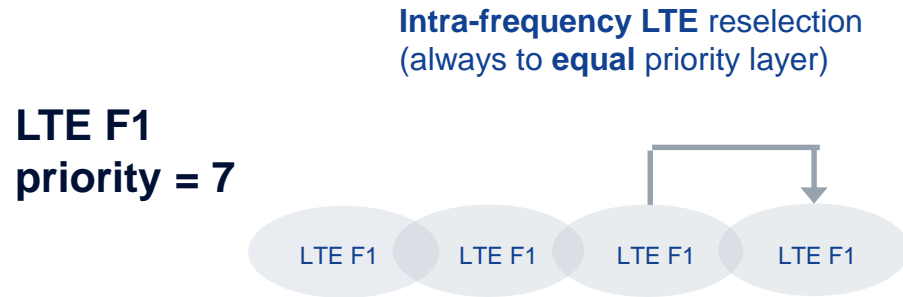 Intra-frequency LTE reselection
(always to equal priority layer)
LTE F1
priority = 7
LTE F1
LTE F1
LTE F1
LTE F1